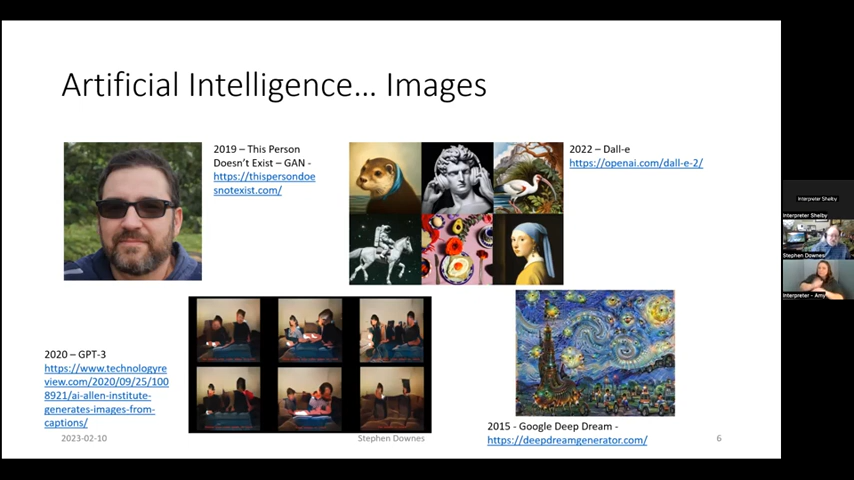 Artificial Intelligence... Images
2019 – This Person
Doesn't Exist – GAN -
https://thispersondoe
snotexist.com/
2022 – Dall-e
https://openai.com/dall-e-2/
2020 – GPT-3
https://www.technologyre
view.com/2020/09/25/100
8921/ai-allen-institute-
generates-images-from-
captions/
2015 - Google Deep Dream -
https://deepdreamgenerator.com/
2023-02-10
Stephen Downes
6
Interpreter Shelby
Interpreter Shelby
Stephen Downes
Interpreter - Amy